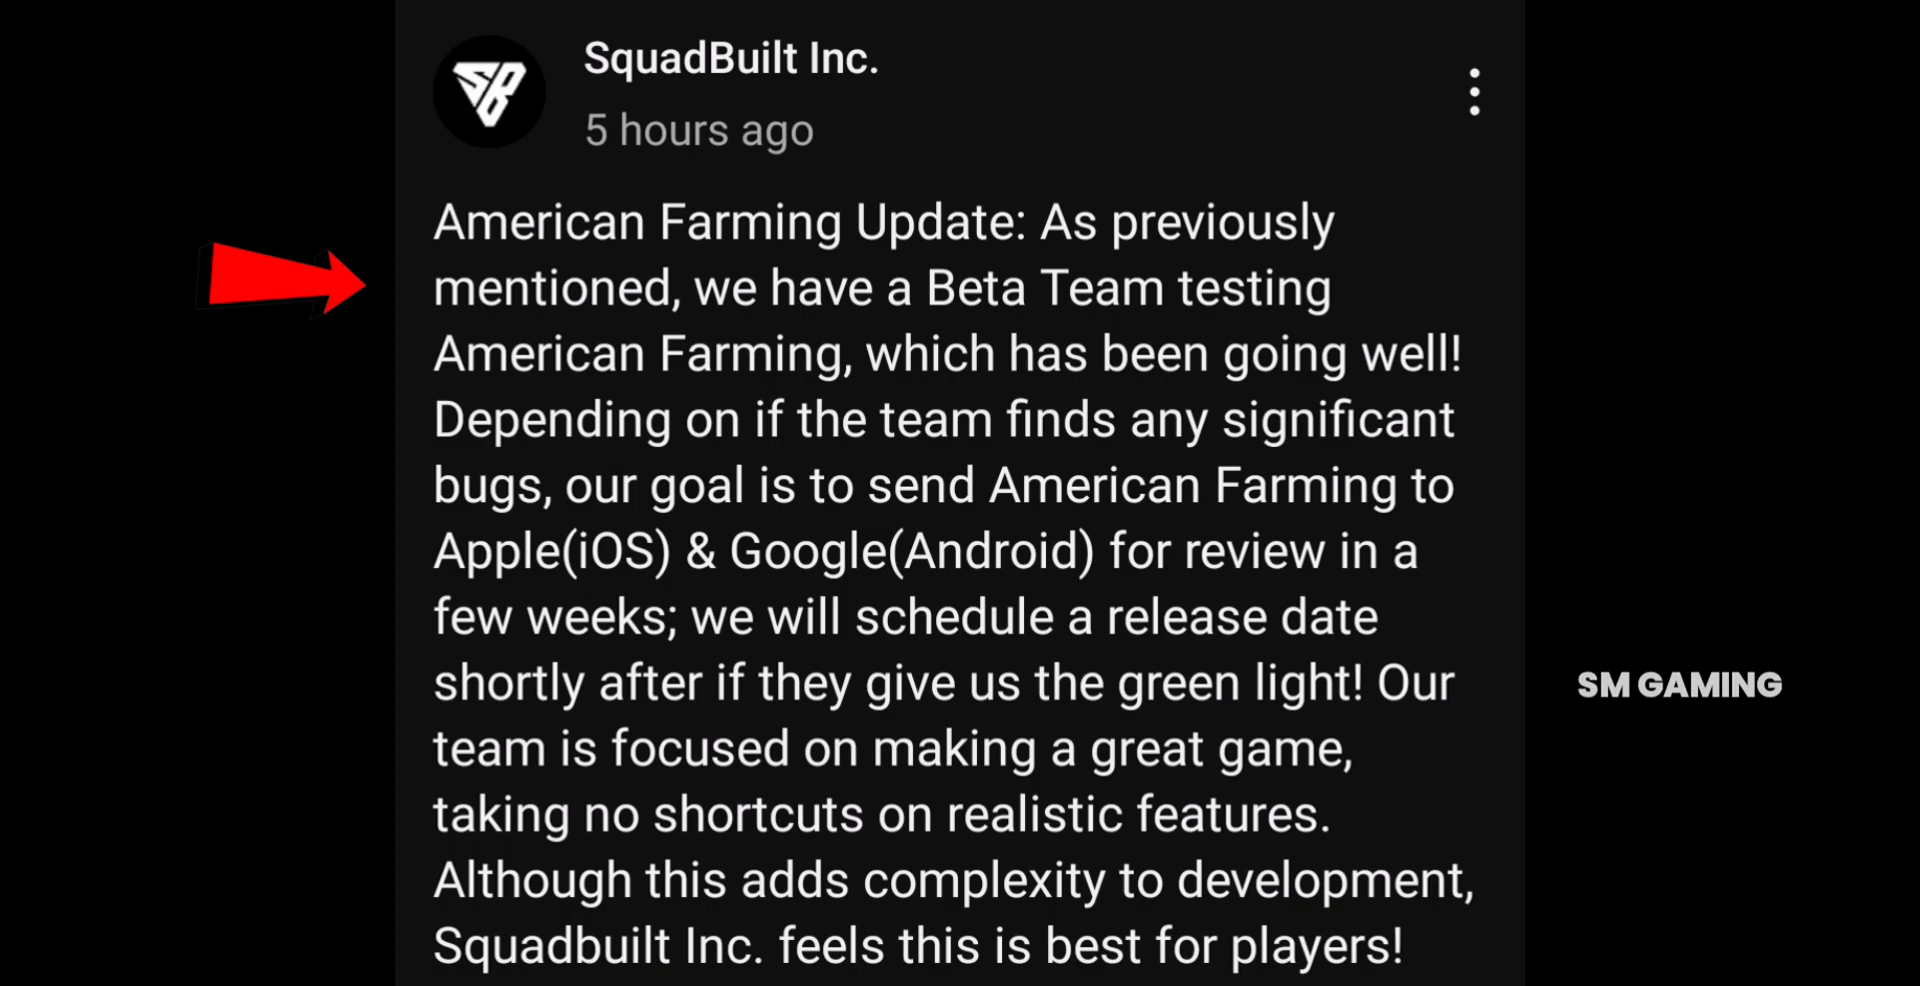 SquadBuilt Inc.
5 hours ago
American Farming Update: As previously
mentioned, we have a Beta Team testing
American Farming, which has been going well!
Depending on if the team finds any significant
bugs, our goal is to send American Farming to
Apple(iOS) & Google(Android) for review in a
few weeks; we will schedule a release date
shortly after if they give us the green light! Our
team is focused on making a great game,
taking no shortcuts on realistic features.
Although this adds complexity to development,
Squadbuilt Inc. feels this is best for players!
SM GAMING